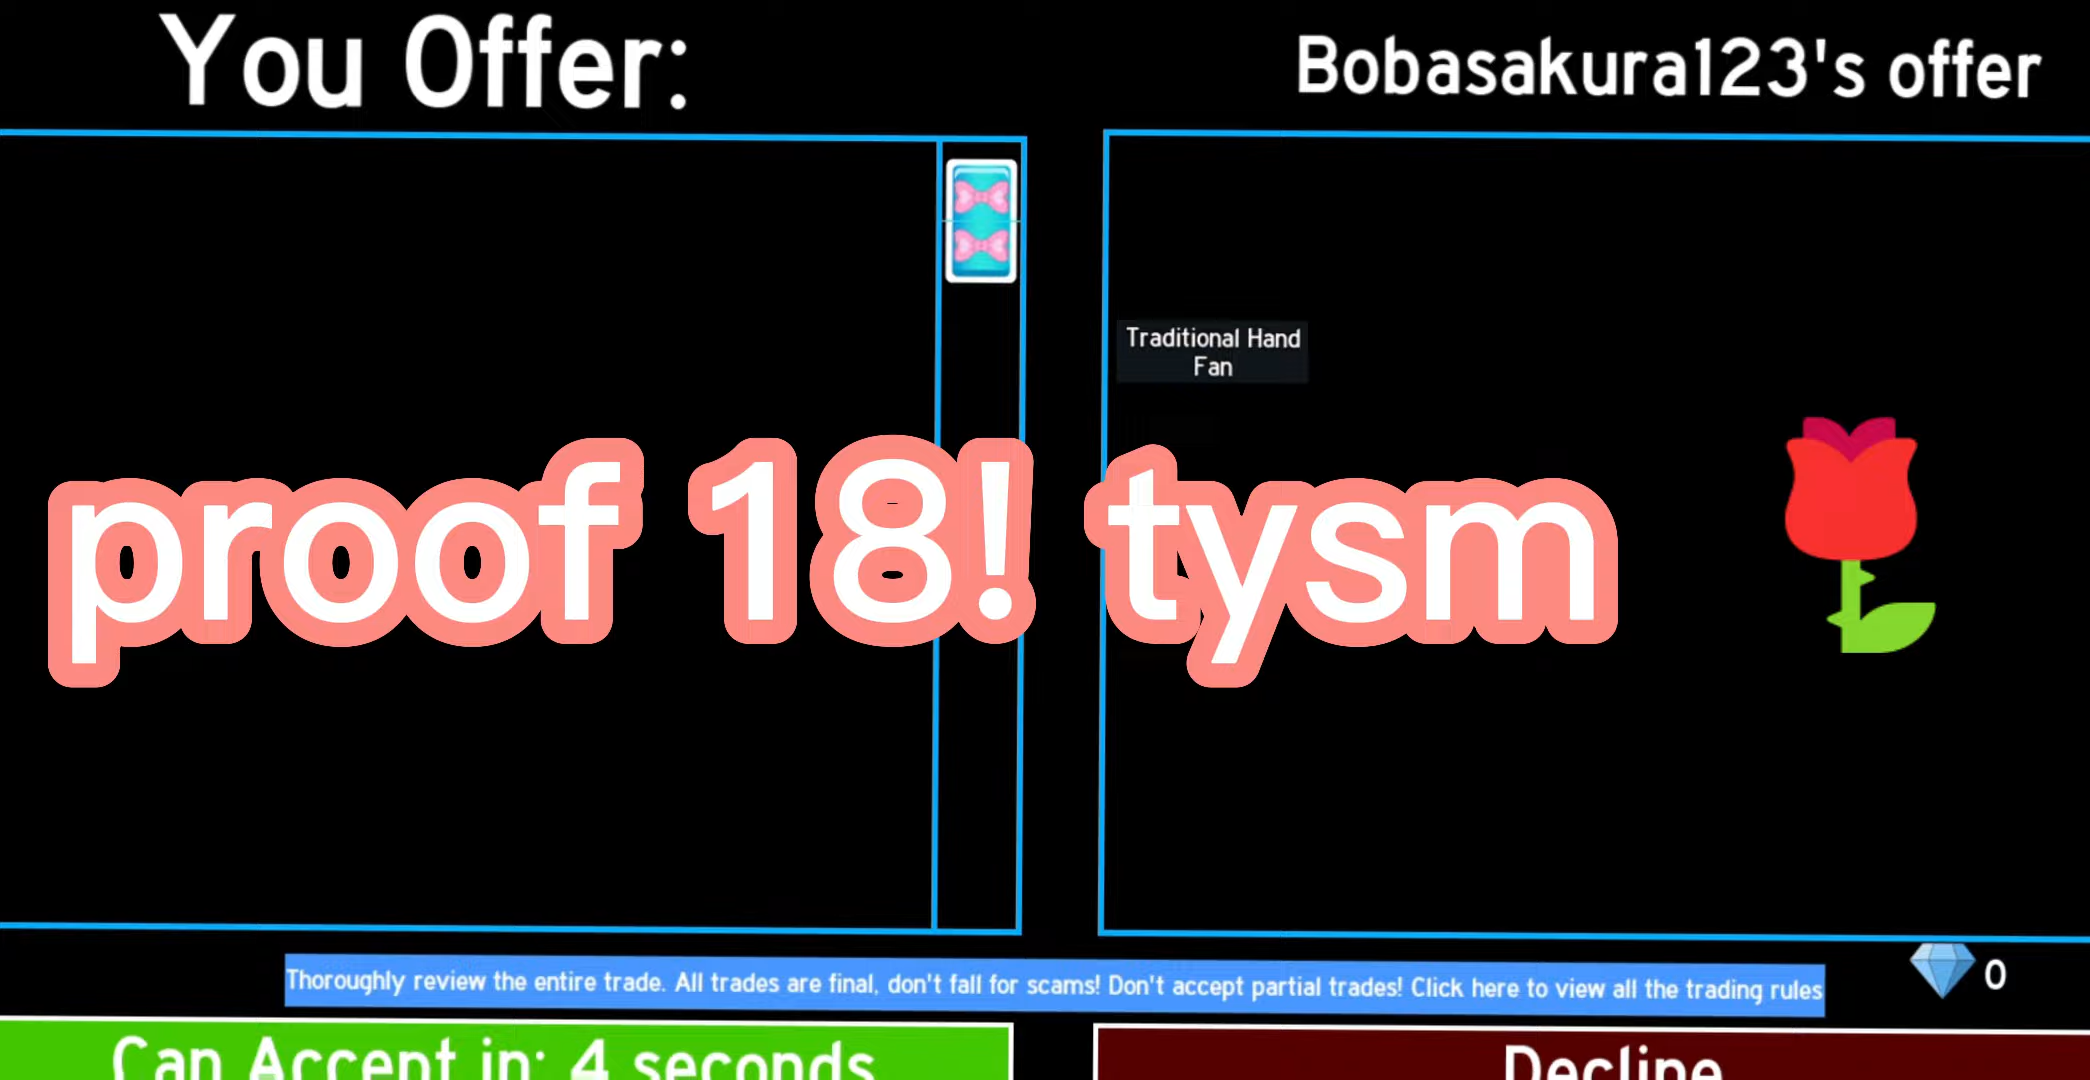 You Offer:
Bobasakura123's offer
Traditional Hand
Fan
proof 18! tysm
0
Thoroughly review the entire trade. All trades are final, don't fall for scams! Don't accept partial trades! Click here to view all the trading rules
Can Accept in: 4 seconds
Decline